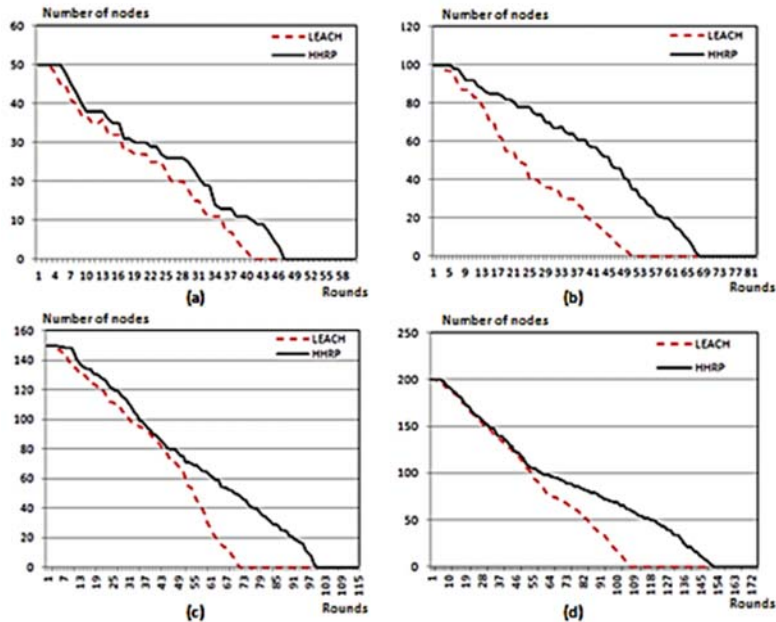 Number of nodes
60
50
40
30
20
10
0
LEACH
HHRP
1 4 7 10 13 16 19 22 25 28 31 34 37 40 43 46 49 52 55 58
(a)
Rounds
Number of nodes
120
100
80
60
40
20
0
LEACH
HHRP
1 5 9 13 17 21 25 29 33 37 41 45 49 53 57 61 65 69 73 77 81
(b)
Rounds
Number of nodes
160
140
120
100
80
60
40
20
0
LEACH
HHRP
1 7 13 19 25 31 37 43 49 55 61 67 73 79 85 91 97 103 109 115
(c)
Rounds
Number of nodes
250
200
150
100
50
0
LEACH
HHRP
1 10 19 28 37 46 55 64 73 82 91 100 109 118 127 136 145 154 163 172
(d)
Rounds